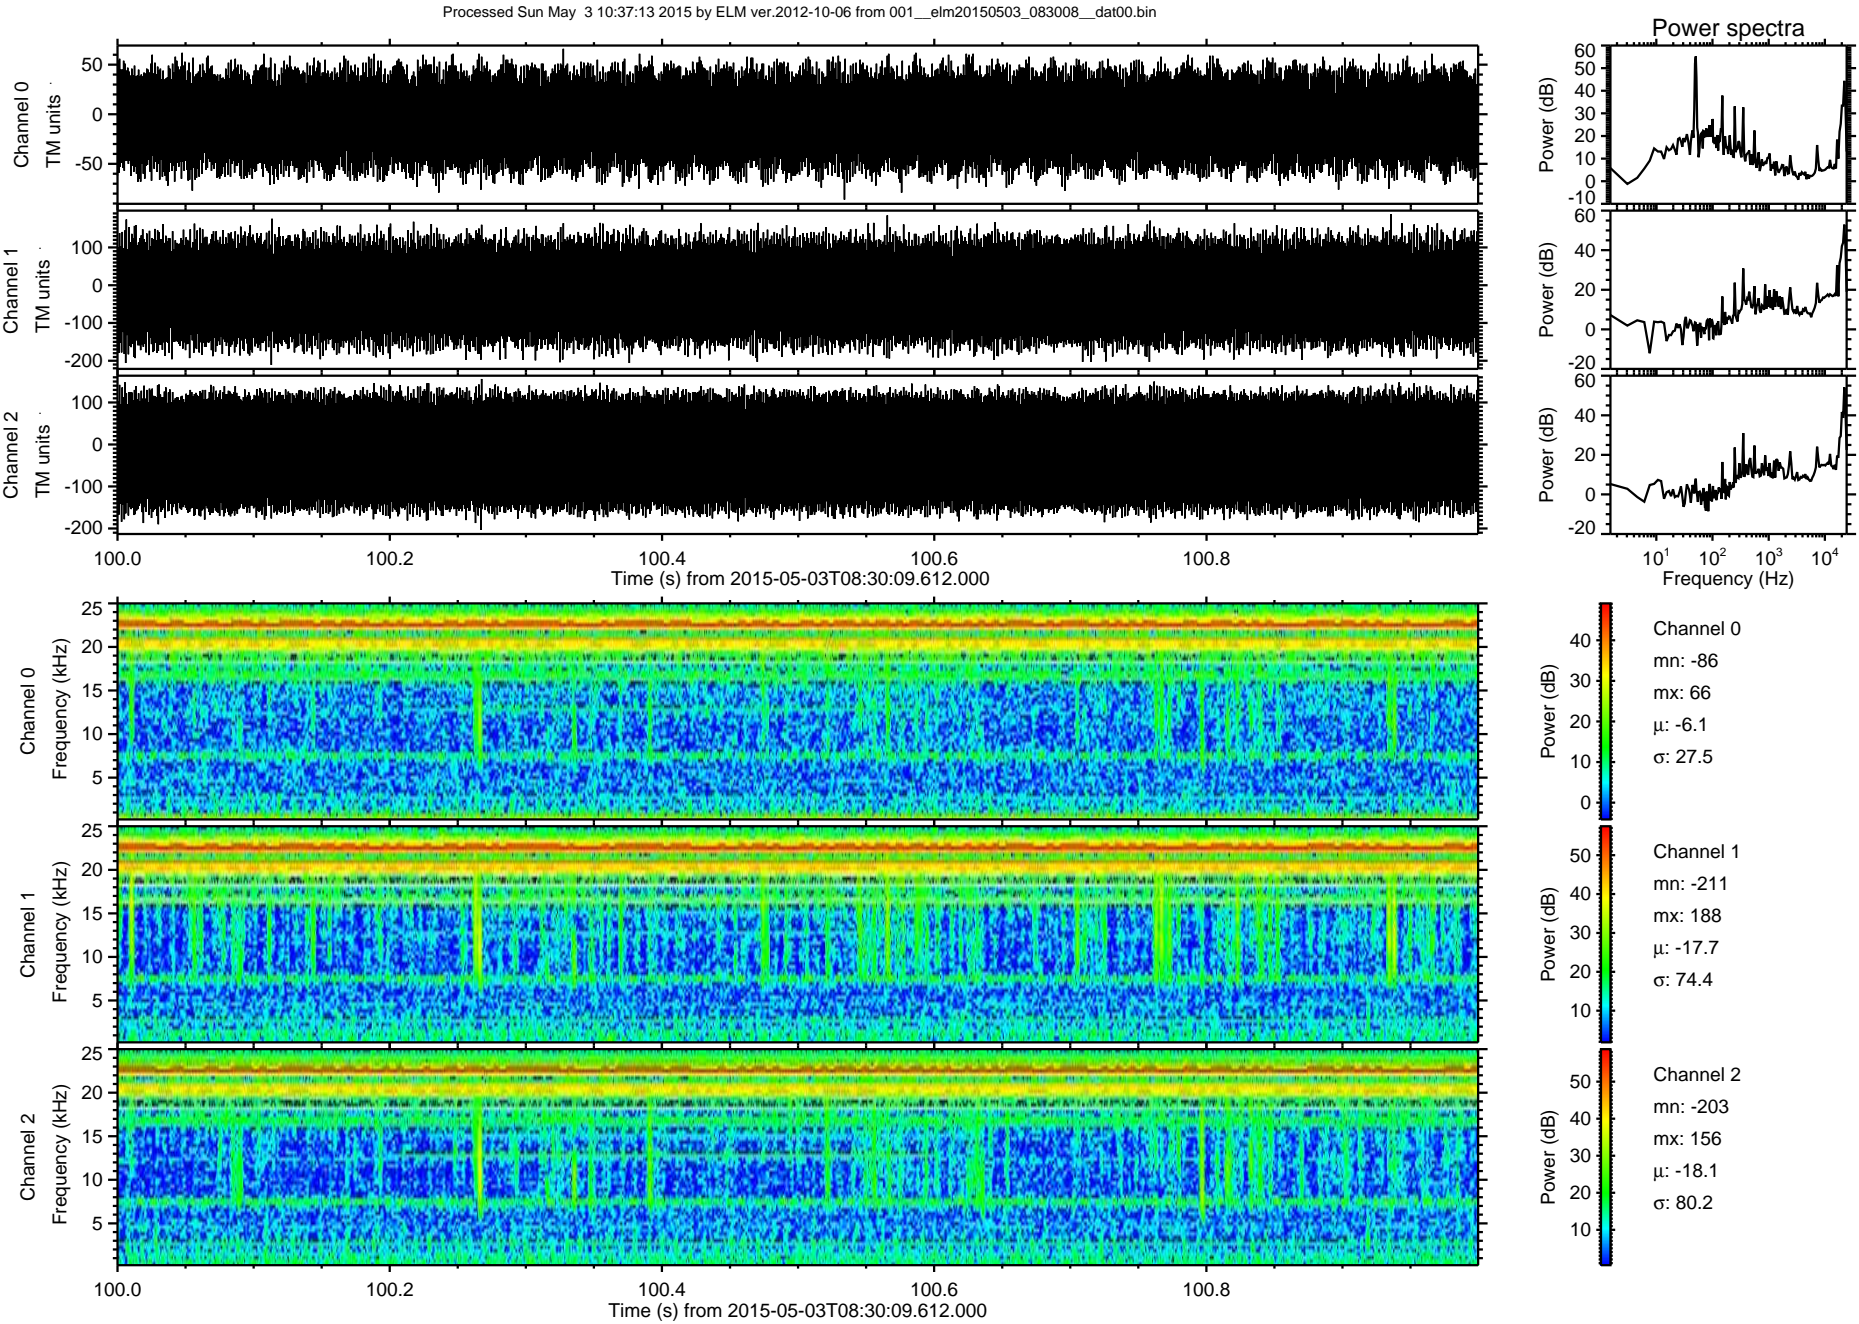 Processed Sun May  3 10:37:13 2015 by ELM ver.2012-10-06 from 001__elm20150503_083008__dat00.bin
Power spectra
Channel 0
TM units
50
0
-50
Power (dB)
60
50
40
30
20
10
0
-10
Channel 1
TM units
100
0
-100
-200
Power (dB)
60
40
20
0
-20
Channel 2
TM units
100
0
-100
-200
Power (dB)
60
40
20
0
-20
100.0 100.2 100.4 100.6 100.8
Time (s) from 2015-05-03T08:30:09.612.000
10^1 10^2 10^3 10^4
Frequency (Hz)
Channel 0
Frequency (kHz)
25
20
15
10
5
Power (dB)
40
30
20
10
0
Channel 0
mn: -86
mx: 66
μ: -6.1
σ: 27.5
Channel 1
Frequency (kHz)
25
20
15
10
5
Power (dB)
50
40
30
20
10
Channel 1
mn: -211
mx: 188
μ: -17.7
σ: 74.4
Channel 2
Frequency (kHz)
25
20
15
10
5
Power (dB)
50
40
30
20
10
Channel 2
mn: -203
mx: 156
μ: -18.1
σ: 80.2
100.0 100.2 100.4 100.6 100.8
Time (s) from 2015-05-03T08:30:09.612.000